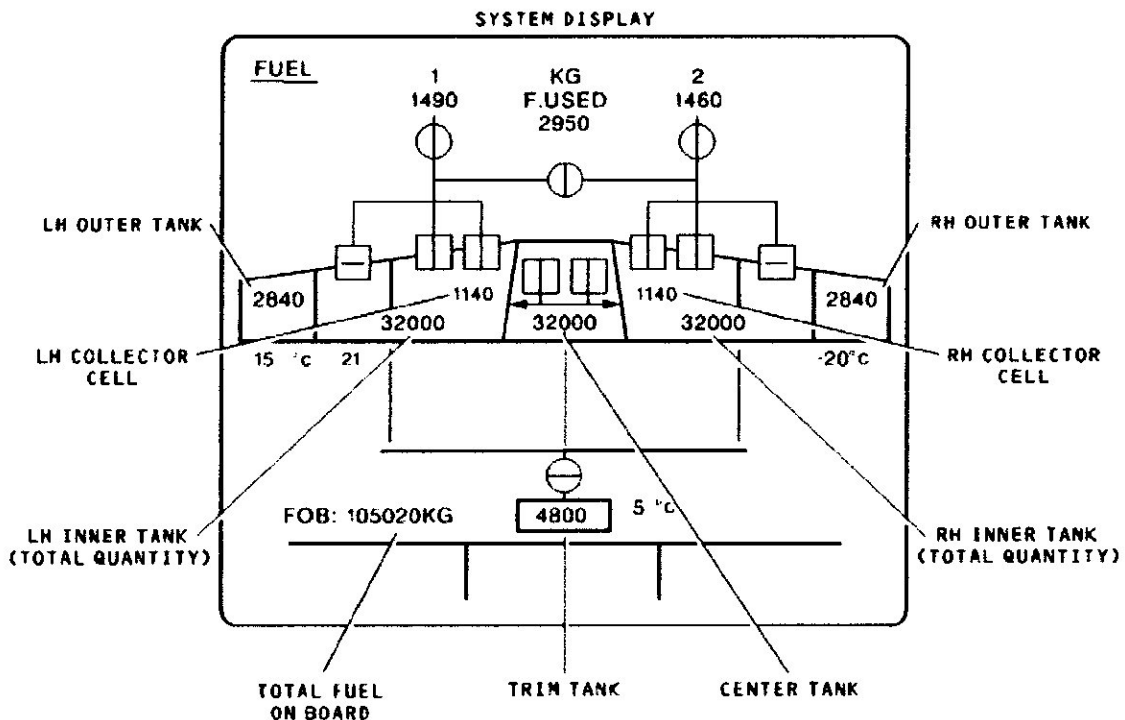 SYSTEM DISPLAY
FUEL
1 KG 2
1490 F.USED 1460
2950
LH OUTER TANK
RH OUTER TANK
2840 1140 1140 2840
32000 32000 32000
LH COLLECTOR
CELL
15 °C 21 -20°C
RH COLLECTOR
CELL
FOB: 105020KG 4800 5 °C
LH INNER TANK
(TOTAL QUANTITY)
RH INNER TANK
(TOTAL QUANTITY)
TOTAL FUEL
ON BOARD
TRIM TANK
CENTER TANK